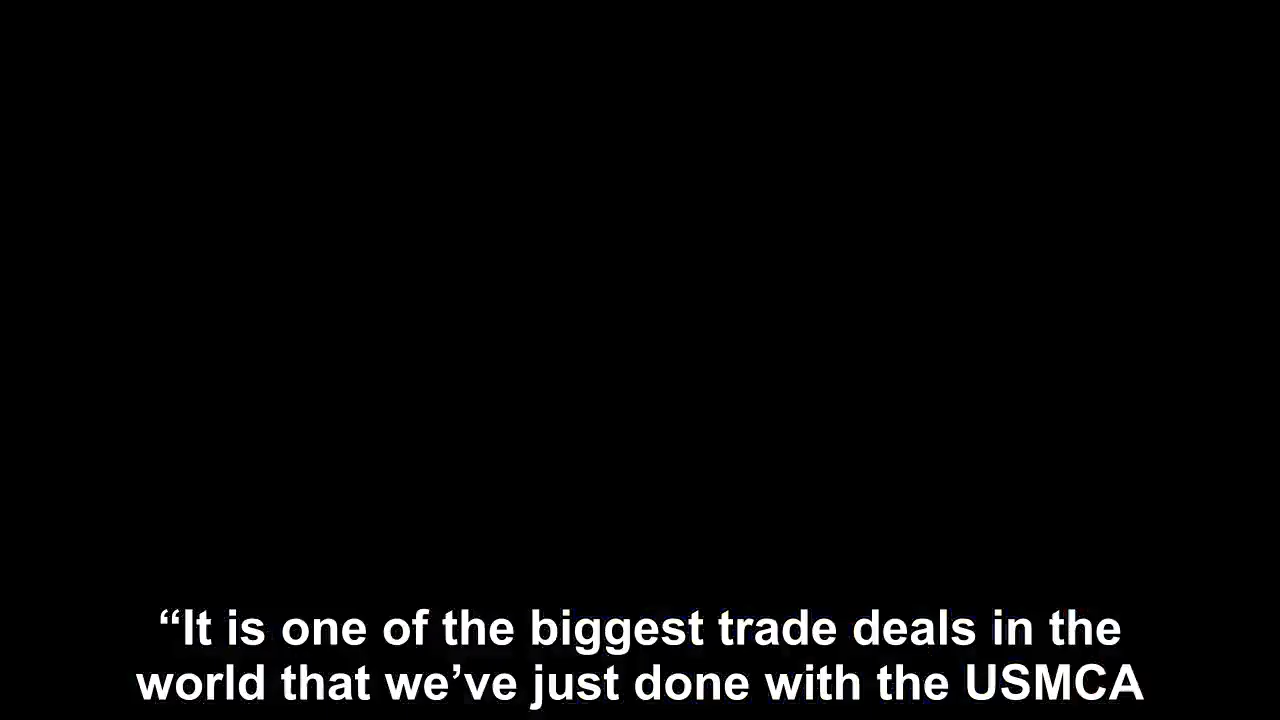 “It is one of the biggest trade deals in the
world that we’ve just done with the USMCA